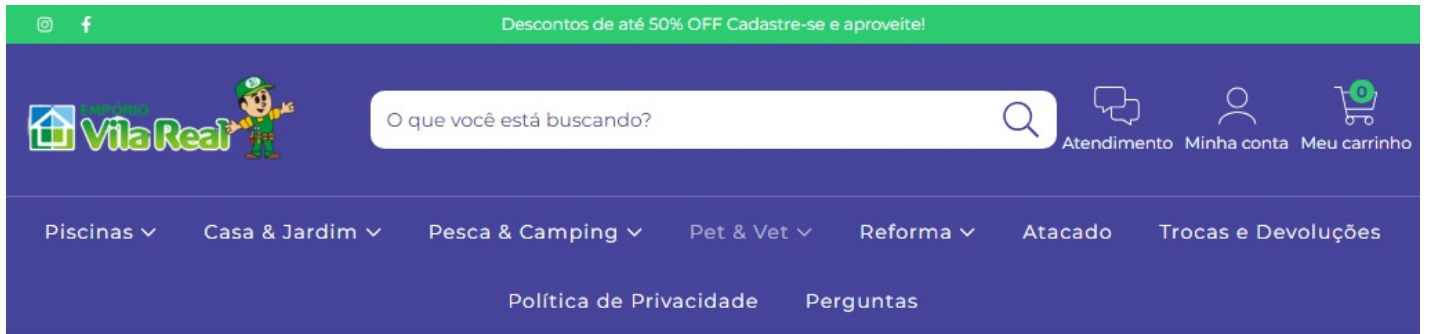 Descontos de até 50% OFF Cadastre-se e aproveite!
EMPÓRIO
Vila Real
O que você está buscando?
0
Atendimento Minha conta Meu carrinho
Piscinas Casa & Jardim Pesca & Camping Pet & Vet Reforma Atacado Trocas e Devoluções
Política de Privacidade Perguntas